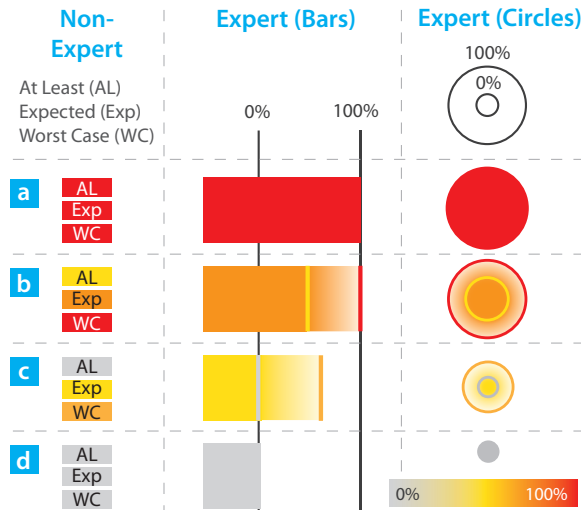 Non-Expert
Expert (Bars)
Expert (Circles)
At Least (AL)
Expected (Exp)
Worst Case (WC)
0%
100%
100%
0%
a
AL
Exp
WC
b
AL
Exp
WC
c
AL
Exp
WC
d
AL
Exp
WC
0%
100%